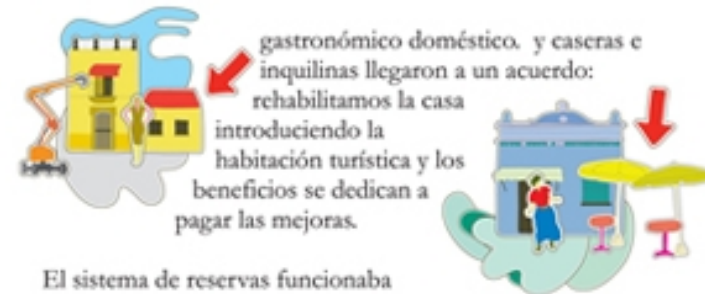 gastronómico doméstico. y caseras e
inquilinas llegaron a un acuerdo:
rehabilitamos la casa
introduciendo la
habitación turística y los
beneficios se dedican a
pagar las mejoras.
El sistema de reservas funcionaba